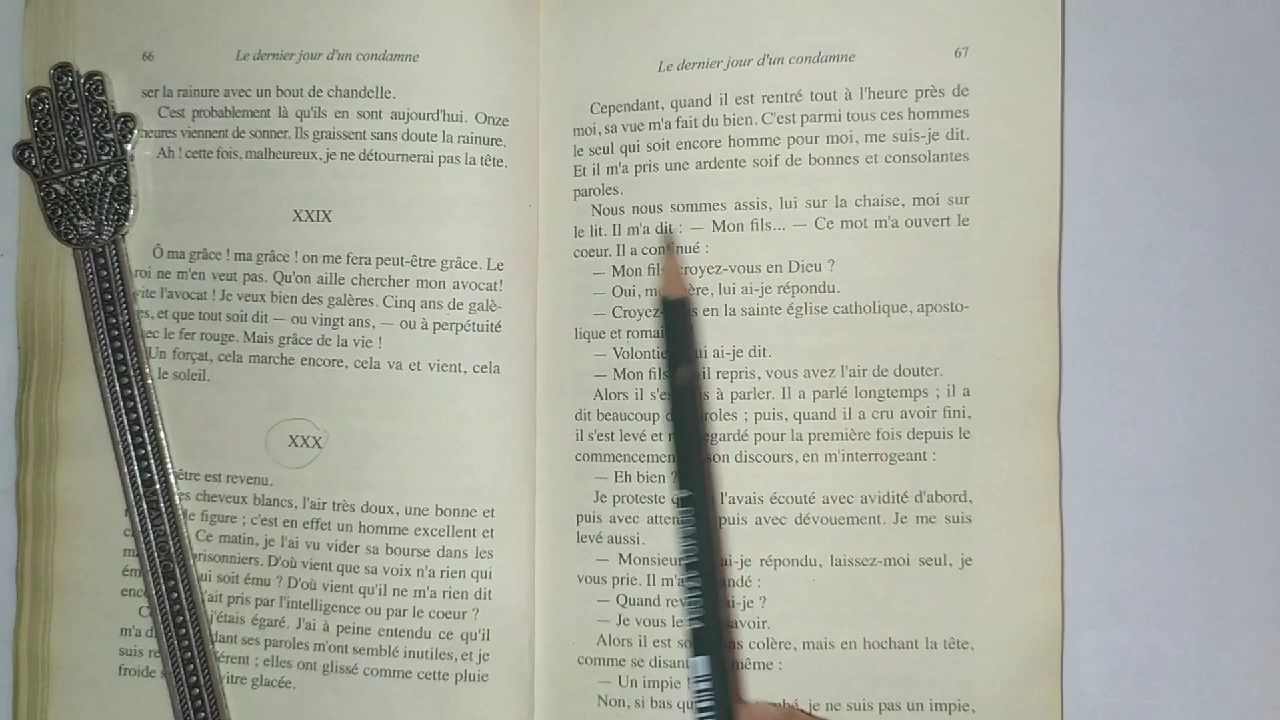 66
Le dernier jour d'un condamne
ser la rainure avec un bout de chandelle.
C'est probablement là qu'ils en sont aujourd'hui. Onze
heures viennent de sonner. Ils graissent sans doute la rainure.
Ah ! cette fois, malheureux, je ne détournerai pas la tête.
XXIX
Ô ma grâce ! ma grâce ! on me fera peut-être grâce. Le
roi ne m'en veut pas. Qu'on aille chercher mon avocat!
vite l'avocat ! Je veux bien des galères. Cinq ans de galè-
es, et que tout soit dit — ou vingt ans, — ou à perpétuité
ec le fer rouge. Mais grâce de la vie !
Un forçat, cela marche encore, cela va et vient, cela
le soleil.
XXX
être est revenu.
es cheveux blancs, l'air très doux, une bonne et
figure ; c'est en effet un homme excellent et
Ce matin, je l'ai vu vider sa bourse dans les
risonniers. D'où vient que sa voix n'a rien qui
ui soit ému ? D'où vient qu'il ne m'a rien dit
ait pris par l'intelligence ou par le coeur ?
j'étais égaré. J'ai à peine entendu ce qu'il
m'a ses paroles m'ont semblé inutiles, et je
suis elles ont glissé comme cette pluie
froide itre glacée.
MAROC
67
Le dernier jour d'un condamne
Cependant, quand il est rentré tout à l'heure près de
moi, sa vue m'a fait du bien. C'est parmi tous ces hommes
le seul qui soit encore homme pour moi, me suis-je dit.
Et il m'a pris une ardente soif de bonnes et consolantes
paroles.
Nous nous sommes assis, lui sur la chaise, moi sur
le lit. Il m'a dit : — Mon fils... — Ce mot m'a ouvert le
coeur. Il a continué :
— Mon fils croyez-vous en Dieu ?
— Oui, m ère, lui ai-je répondu.
— Croyez- s en la sainte église catholique, aposto-
lique et romai
— Volontie ui ai-je dit.
— Mon fils il repris, vous avez l'air de douter.
Alors il s'e s à parler. Il a parlé longtemps ; il a
dit beaucoup roles ; puis, quand il a cru avoir fini,
il s'est levé et egardé pour la première fois depuis le
commencemen son discours, en m'interrogeant :
— Eh bien ?
Je proteste l'avais écouté avec avidité d'abord,
puis avec atten puis avec dévouement. Je me suis
levé aussi.
— Monsieur ai-je répondu, laissez-moi seul, je
vous prie. Il m'a ndé :
— Quand rev i-je ?
— Je vous le avoir.
Alors il est so ns colère, mais en hochant la tête,
comme se disant même :
— Un impie !
Non, si bas qu mbé, je ne suis pas un impie,